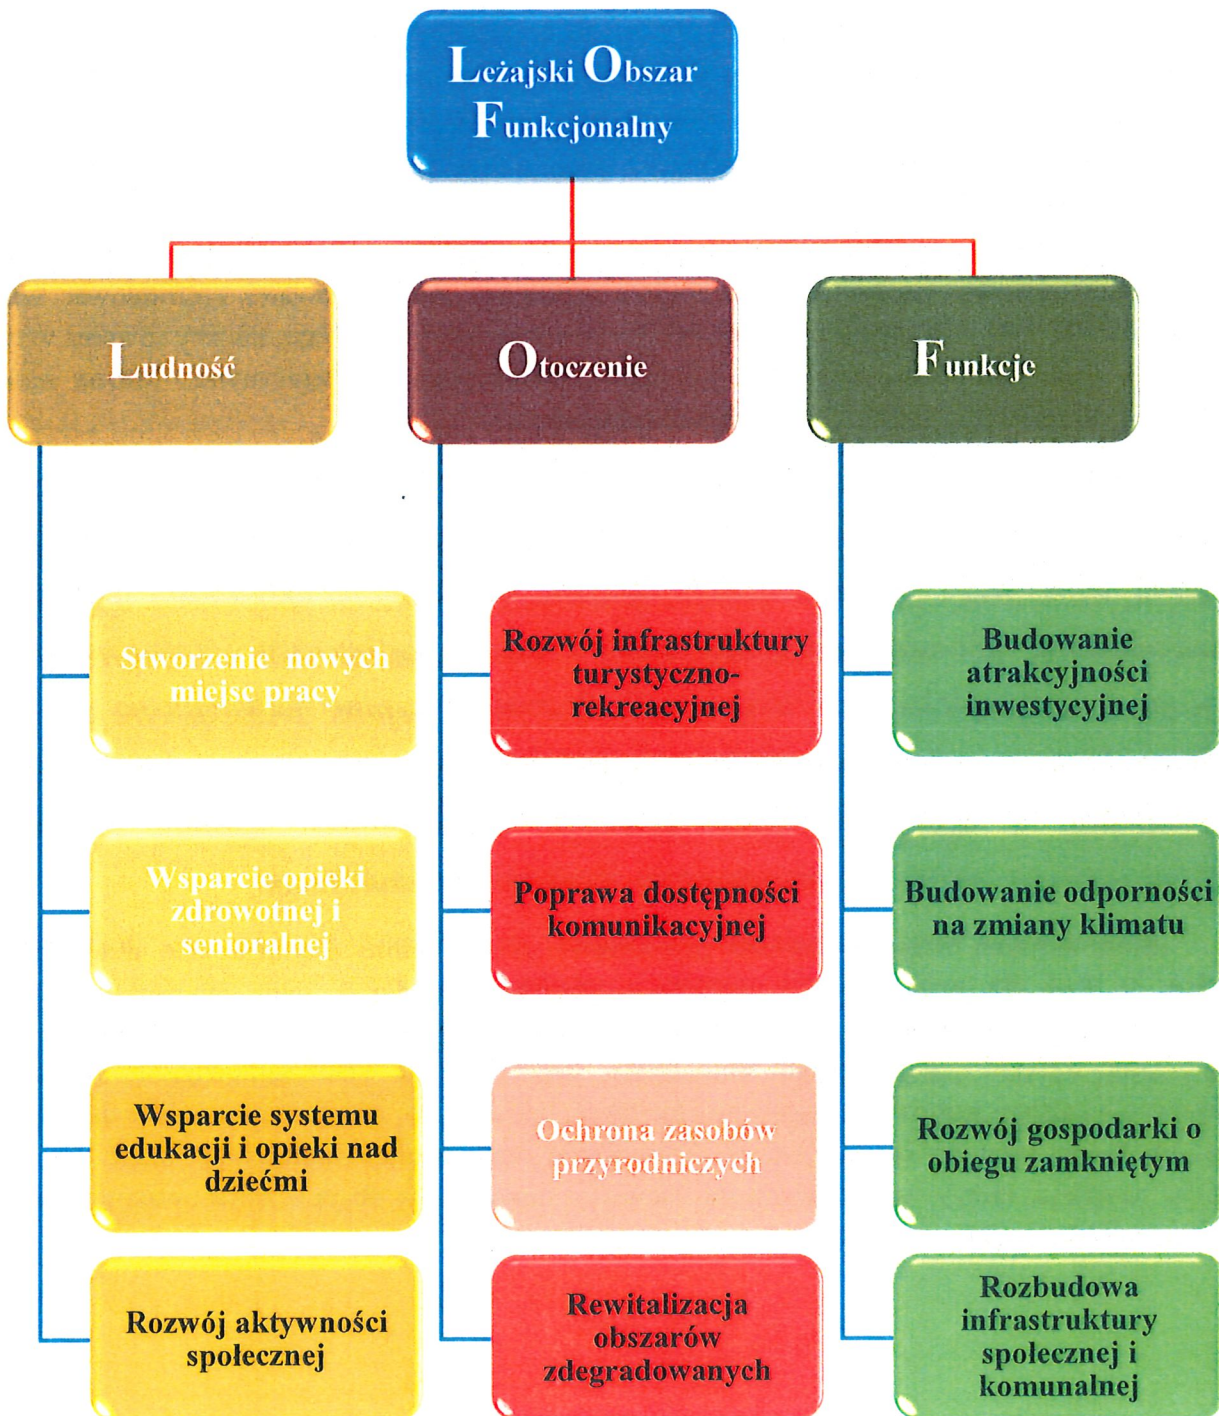 Leżajski Obszar
Funkcjonalny
Ludność
Otoczenie
Funkcje
Stworzenie nowych
miejsc pracy
Wsparcie opieki
zdrowotnej i
senioralnej
Wsparcie systemu
edukacji i opieki nad
dziećmi
Rozwój aktywności
społecznej
Rozwój infrastruktury
turystyczno-
rekreacyjnej
Poprawa dostępności
komunikacyjnej
Ochrona zasobów
przyrodniczych
Rewitalizacja
obszarów
zdegradowanych
Budowanie
atrakcyjności
inwestycyjnej
Budowanie odporności
na zmiany klimatu
Rozwój gospodarki o
obiegu zamkniętym
Rozbudowa
infrastruktury
społecznej i
komunalnej